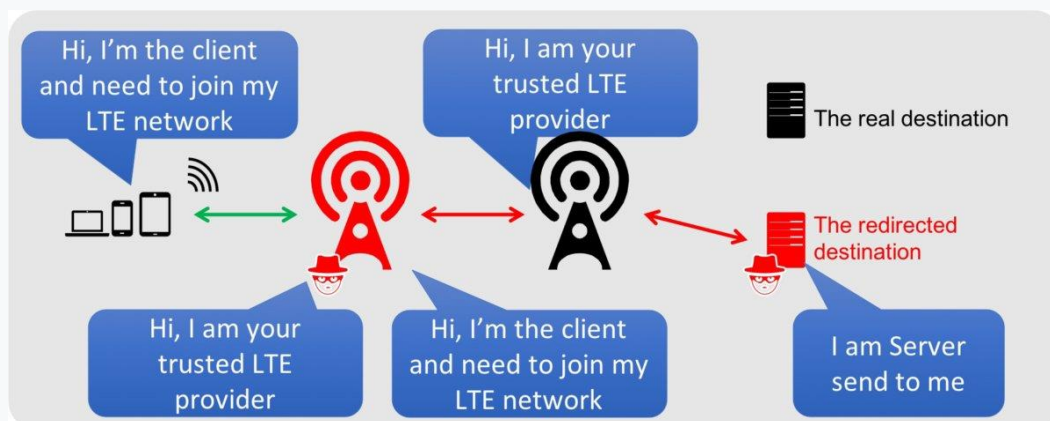 Hi, I’m the client
and need to join my
LTE network
Hi, I am your
trusted LTE
provider
The real destination
The redirected
destination
Hi, I am your
trusted LTE
provider
Hi, I’m the client
and need to join my
LTE network
I am Server
send to me